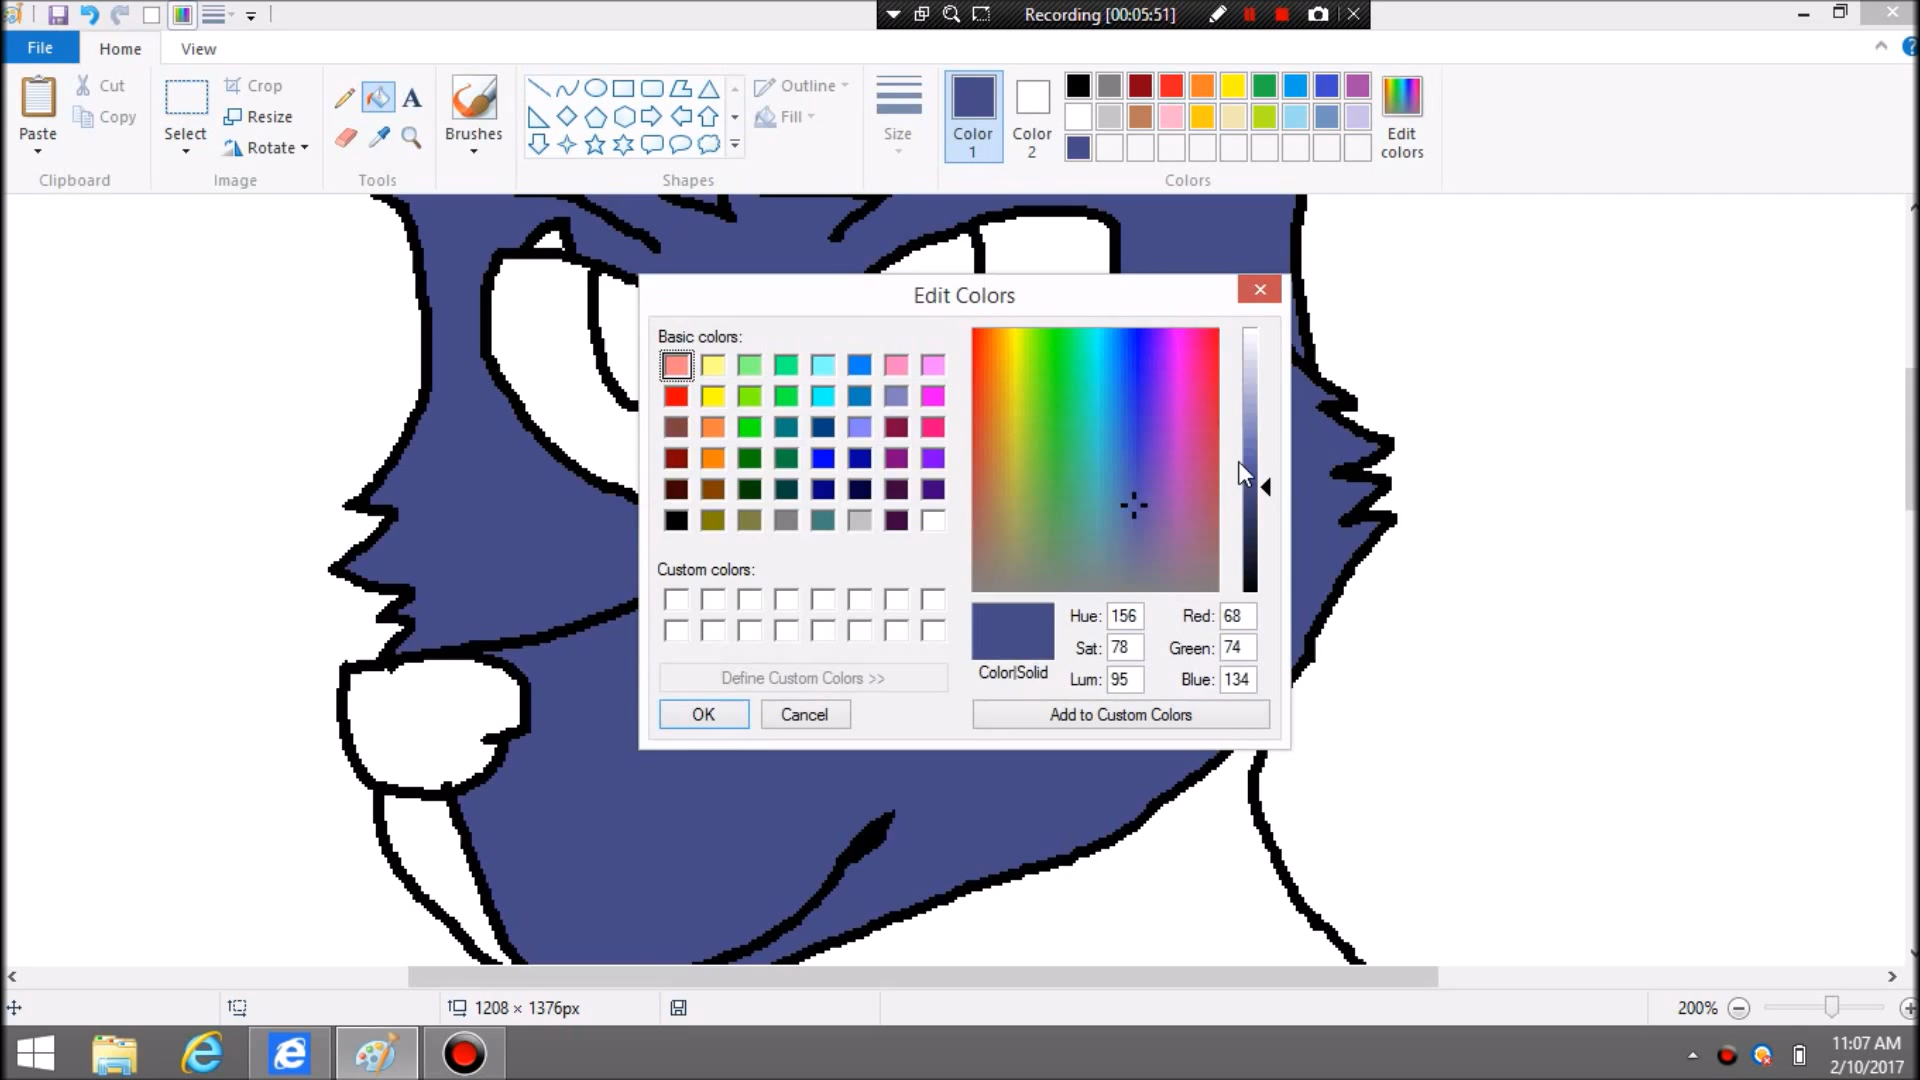 Recording [00:05:51]
File
Home
View
Paste
Cut
Copy
Clipboard
Select
Crop
Resize
Rotate
Image
A
Tools
Brushes
Outline
Fill
Shapes
Size
Color
1
Color
2
Edit
colors
Colors
Edit Colors
Basic colors:
Custom colors:
Define Custom Colors >>
OK
Cancel
Color|Solid
Hue: 156
Sat: 78
Lum: 95
Red: 68
Green: 74
Blue: 134
Add to Custom Colors
1208 × 1376px
200%
11:07 AM
2/10/2017